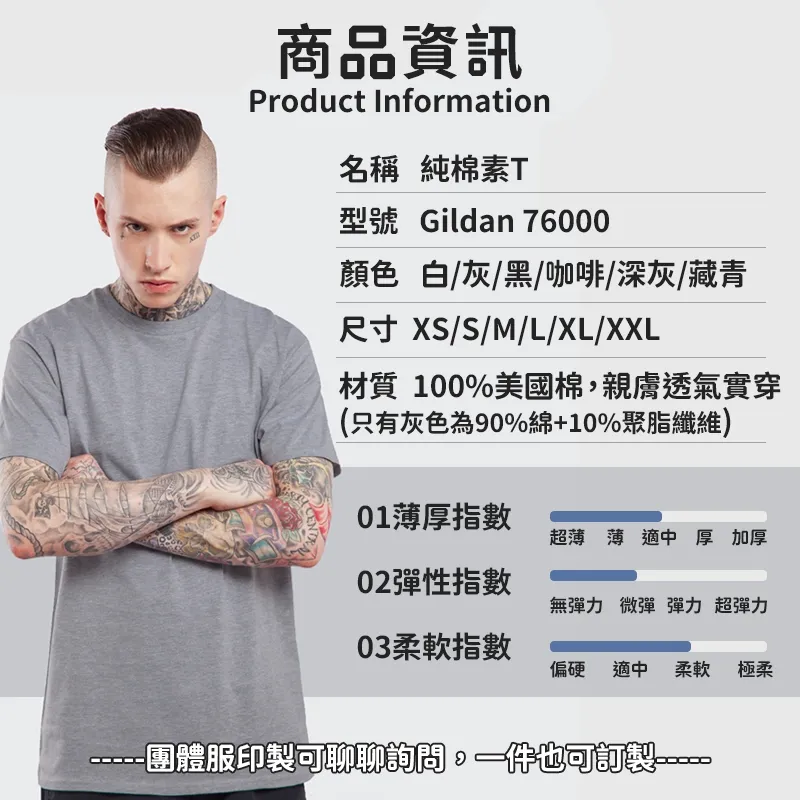 商品資訊
Product Information
名稱 純棉素T
型號 Gildan 76000
顏色 白/灰/黑/咖啡/深灰/藏青
尺寸 XS/S/M/L/XL/XXL
材質 100%美國棉，親膚透氣實穿
(只有灰色為90%綿+10%聚脂纖維)
01薄厚指數
超薄 薄 適中 厚 加厚
02彈性指數
無彈力 微彈 彈力 超彈力
03柔軟指數
偏硬 適中 柔軟 極柔
-----團體服印製可聊聊詢問，一件也可訂製-----